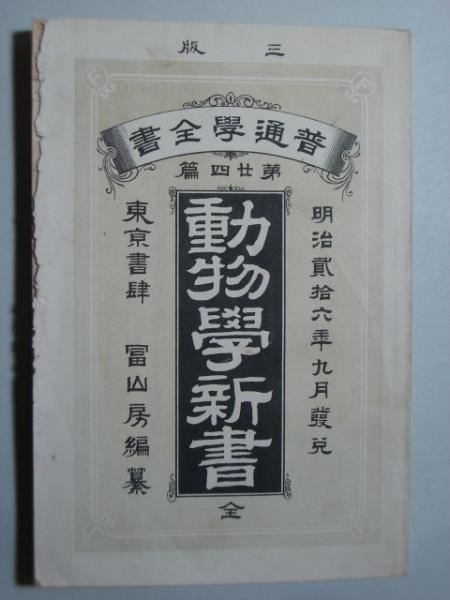 三版
普通學全書
第廿四篇
明治貳拾六年九月發兌
動物學新書
全
東京書肆 冨山房編纂